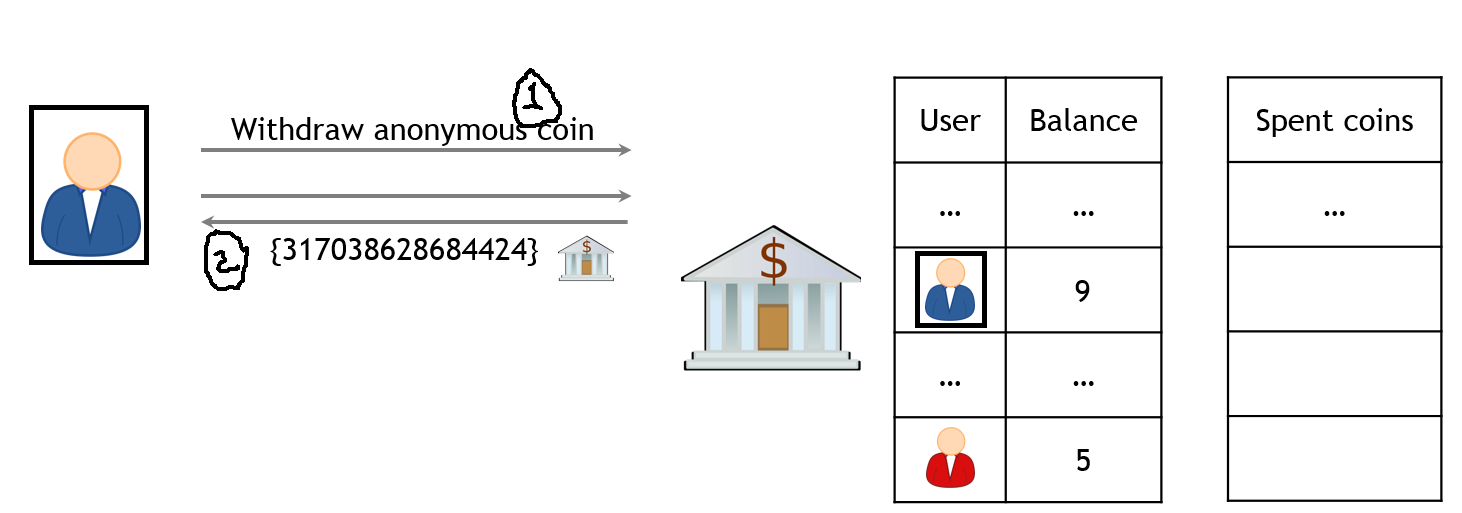 1
Withdraw anonymous coin
2 {317038628684424} $
$
User Balance Spent coins
... ... ...
9
... ...
5